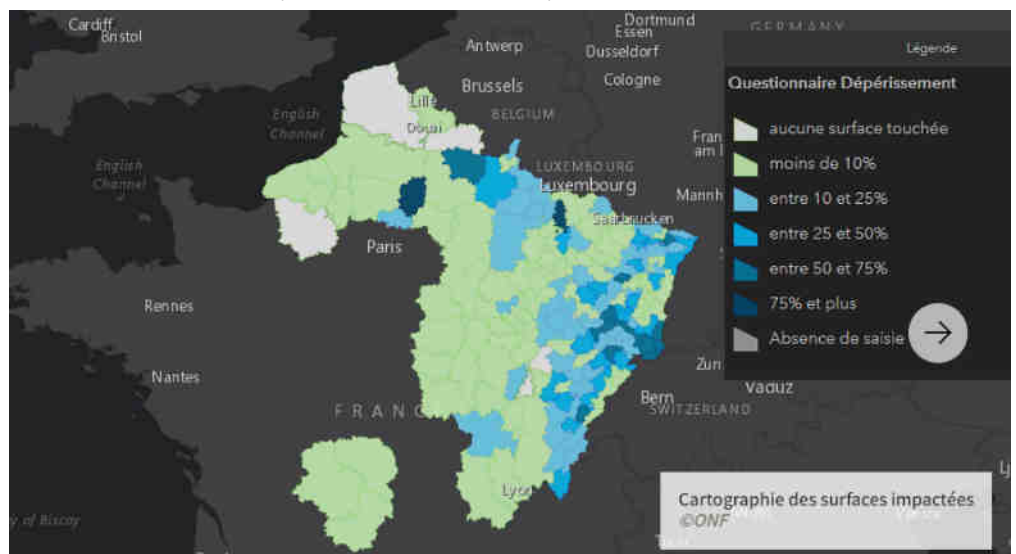 Cardiff
Bristol
Dortmund
Essen
GERMANY
Antwerp
Dusseldorf
Cologne
Brussels
Lille
BELGIUM
English
Channel
Douai
English
Channel
LUXEMBOURG
Luxembourg
Mannh
Saarbrucken
Paris
Rennes
Nantes
Zur
Vaduz
Bern
SWITZERLAND
FRANC
Lyon
y of Biscay
Légende
Questionnaire Dépérissement
aucune surface touchée
moins de 10%
entre 10 et 25%
entre 25 et 50%
entre 50 et 75%
75% et plus
Absence de saisie
Cartographie des surfaces impactées
©ONF